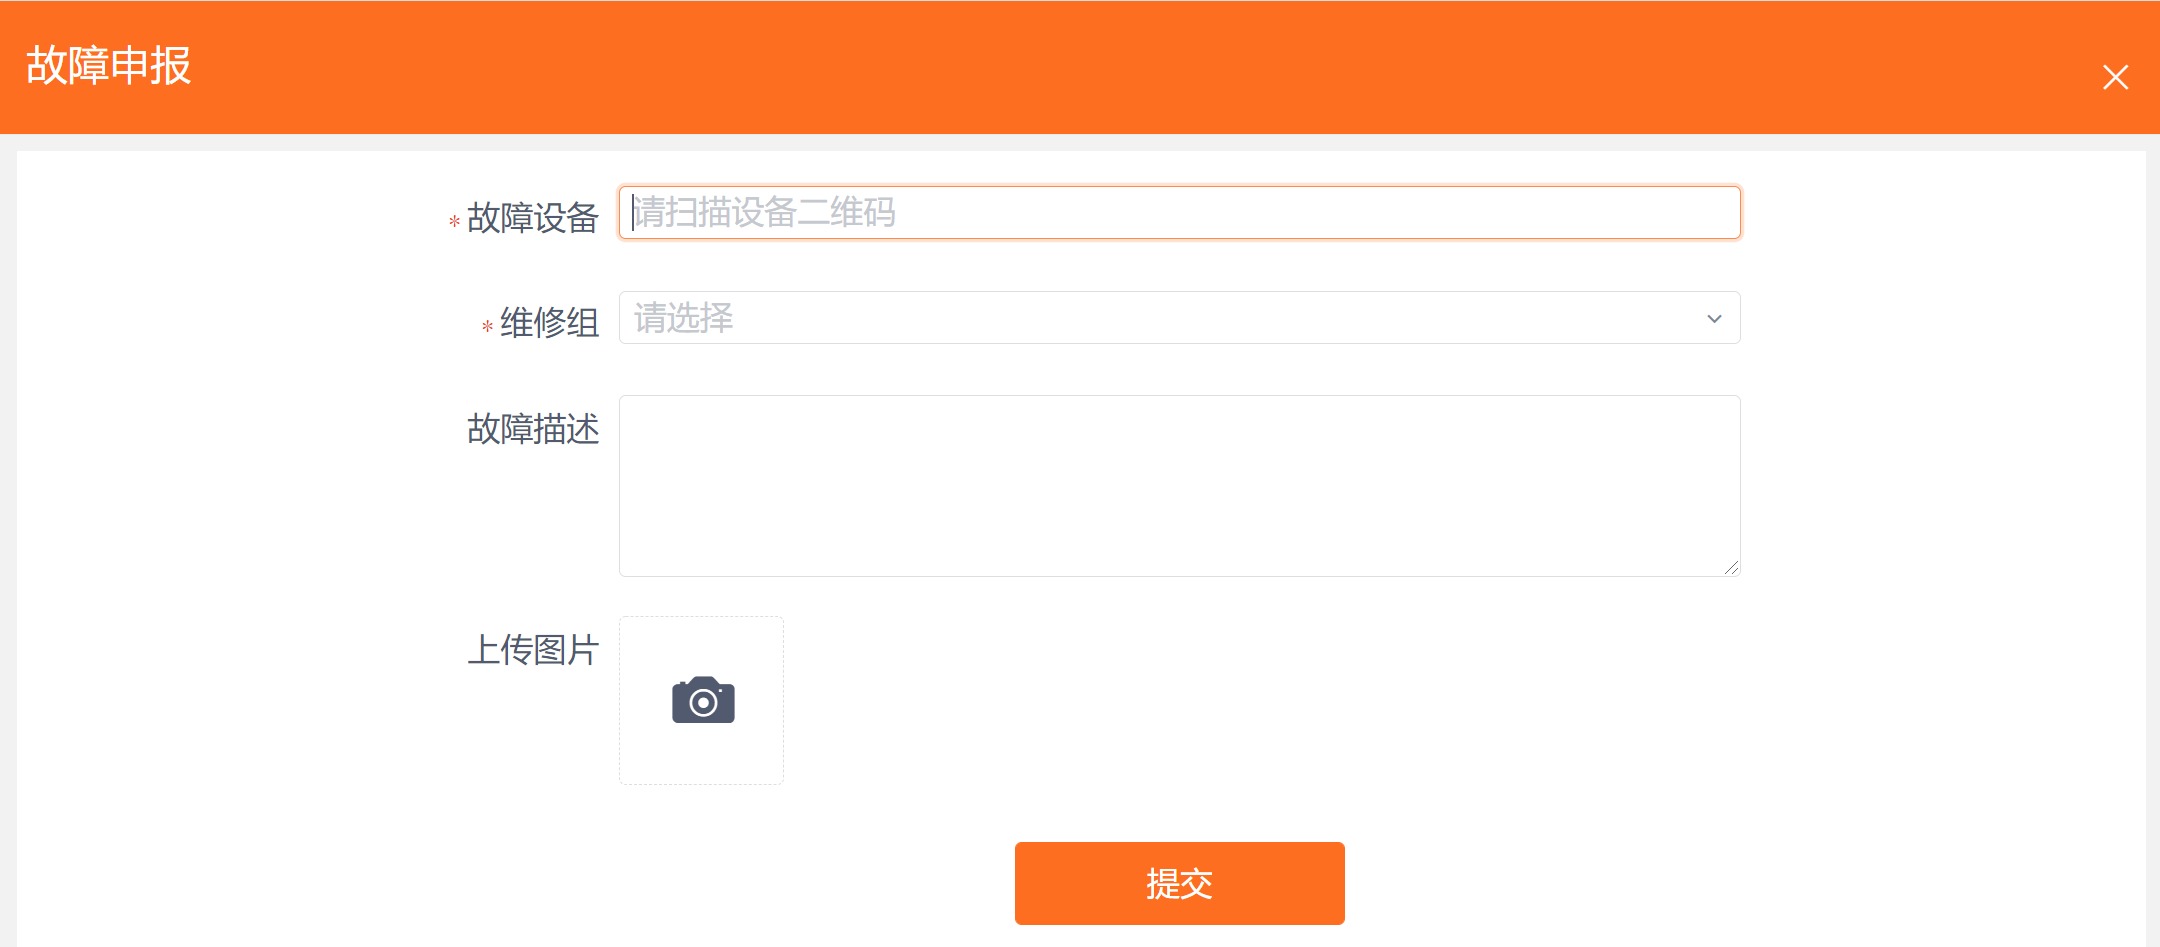 故障申报
* 故障设备 请扫描设备二维码
* 维修组 请选择
故障描述
上传图片
提交